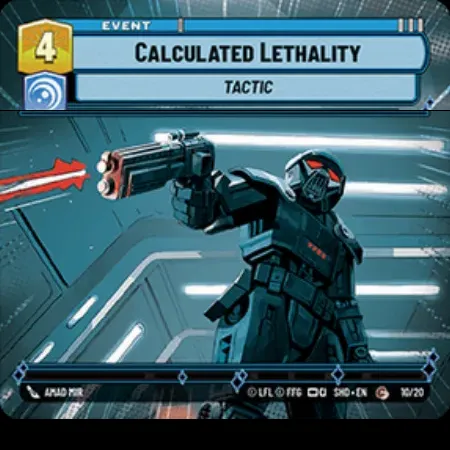 EVENT
4
CALCULATED LETHALITY
TACTIC
AMAD MIR
© LFL © FFG SHD • EN C 10/20